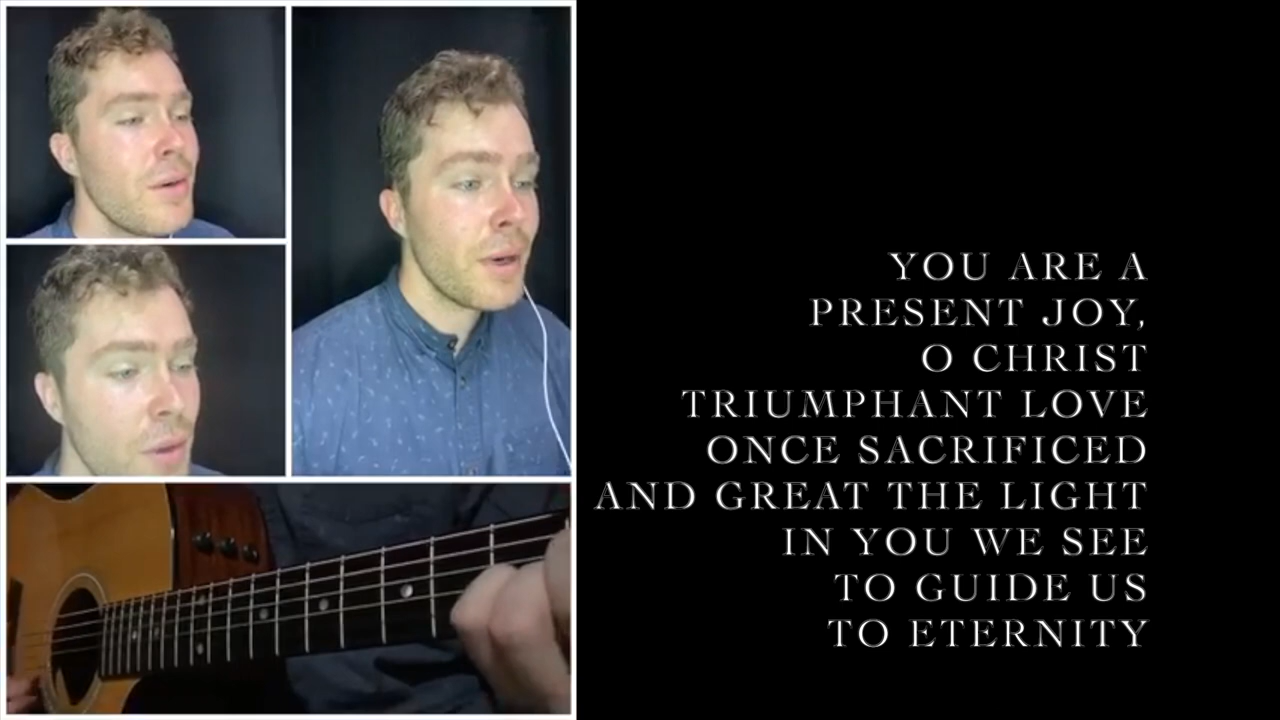 YOU ARE A
PRESENT JOY,
O CHRIST
TRIUMPHANT LOVE
ONCE SACRIFICED
AND GREAT THE LIGHT
IN YOU WE SEE
TO GUIDE US
TO ETERNITY